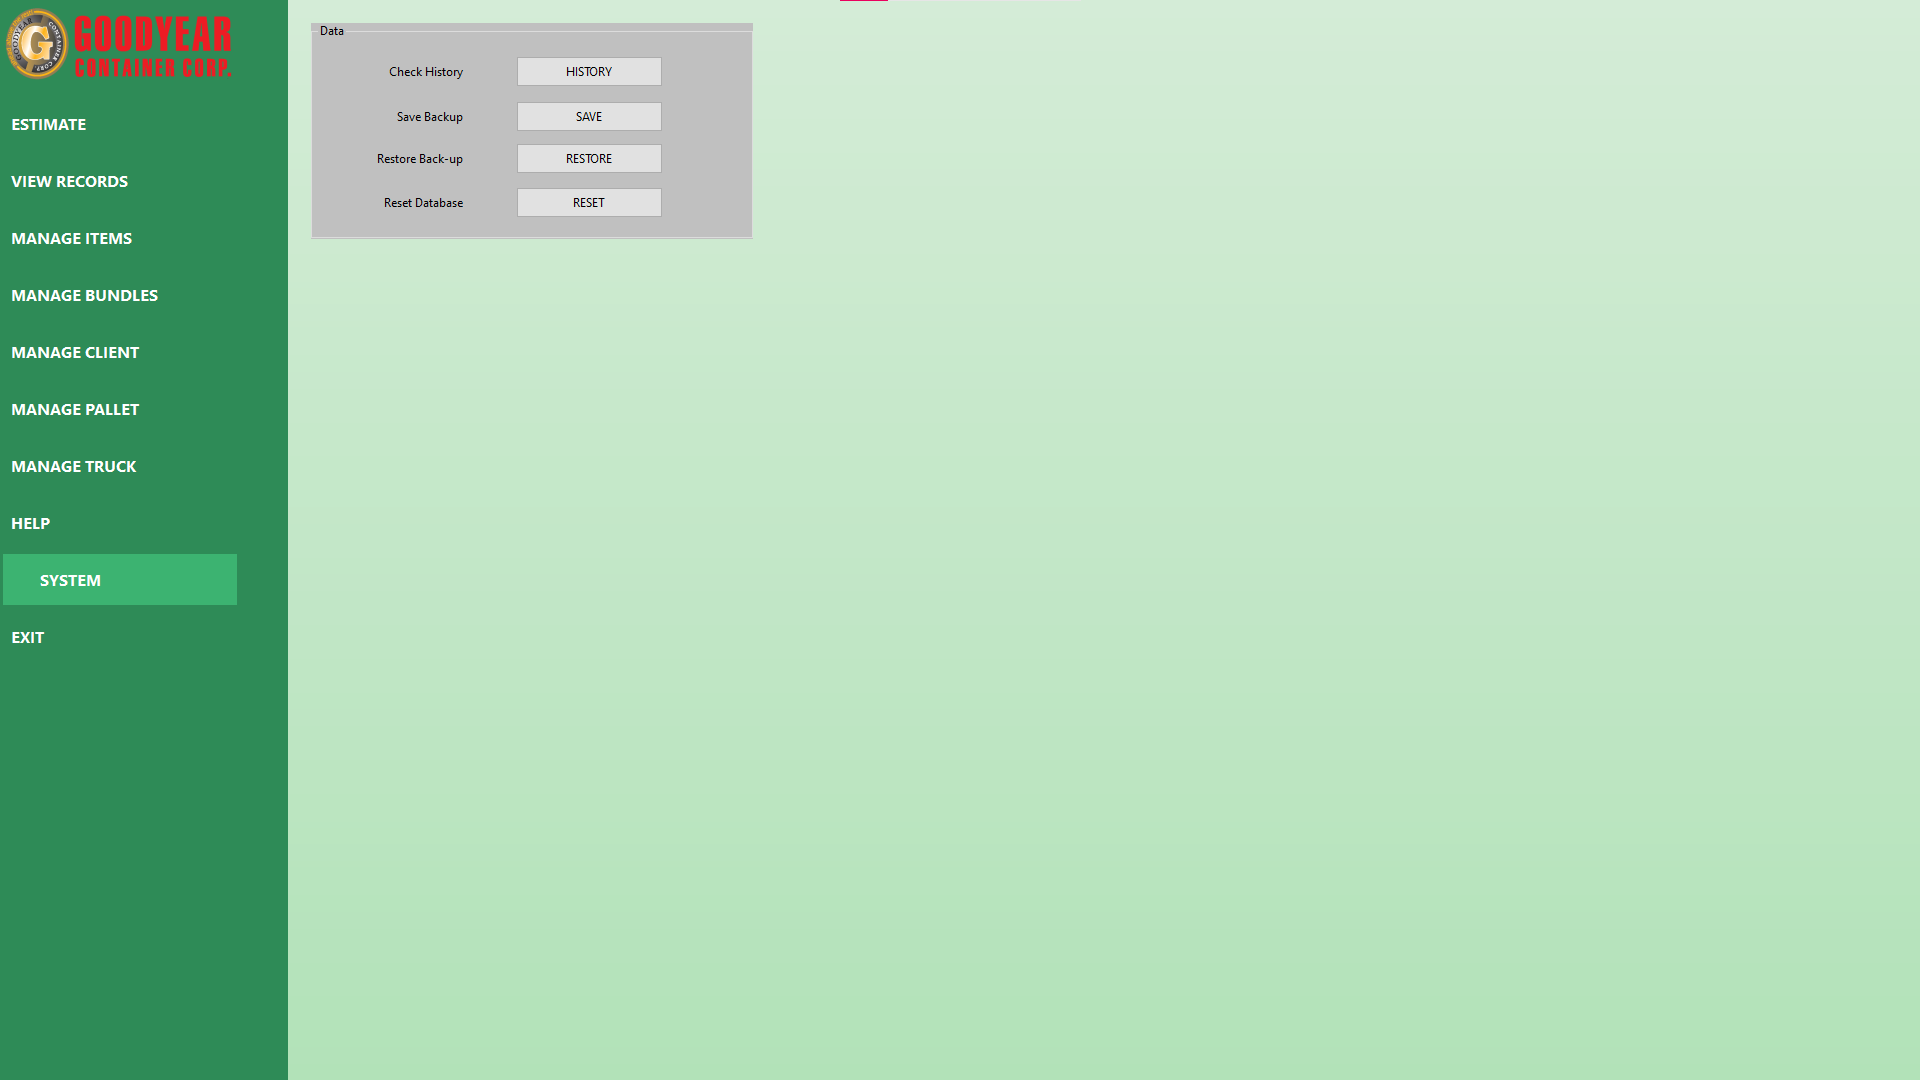 GOODYEAR
CONTAINER CORP.
ESTIMATE
VIEW RECORDS
MANAGE ITEMS
MANAGE BUNDLES
MANAGE CLIENT
MANAGE PALLET
MANAGE TRUCK
HELP
SYSTEM
EXIT
Data
Check History HISTORY
Save Backup SAVE
Restore Back-up RESTORE
Reset Database RESET